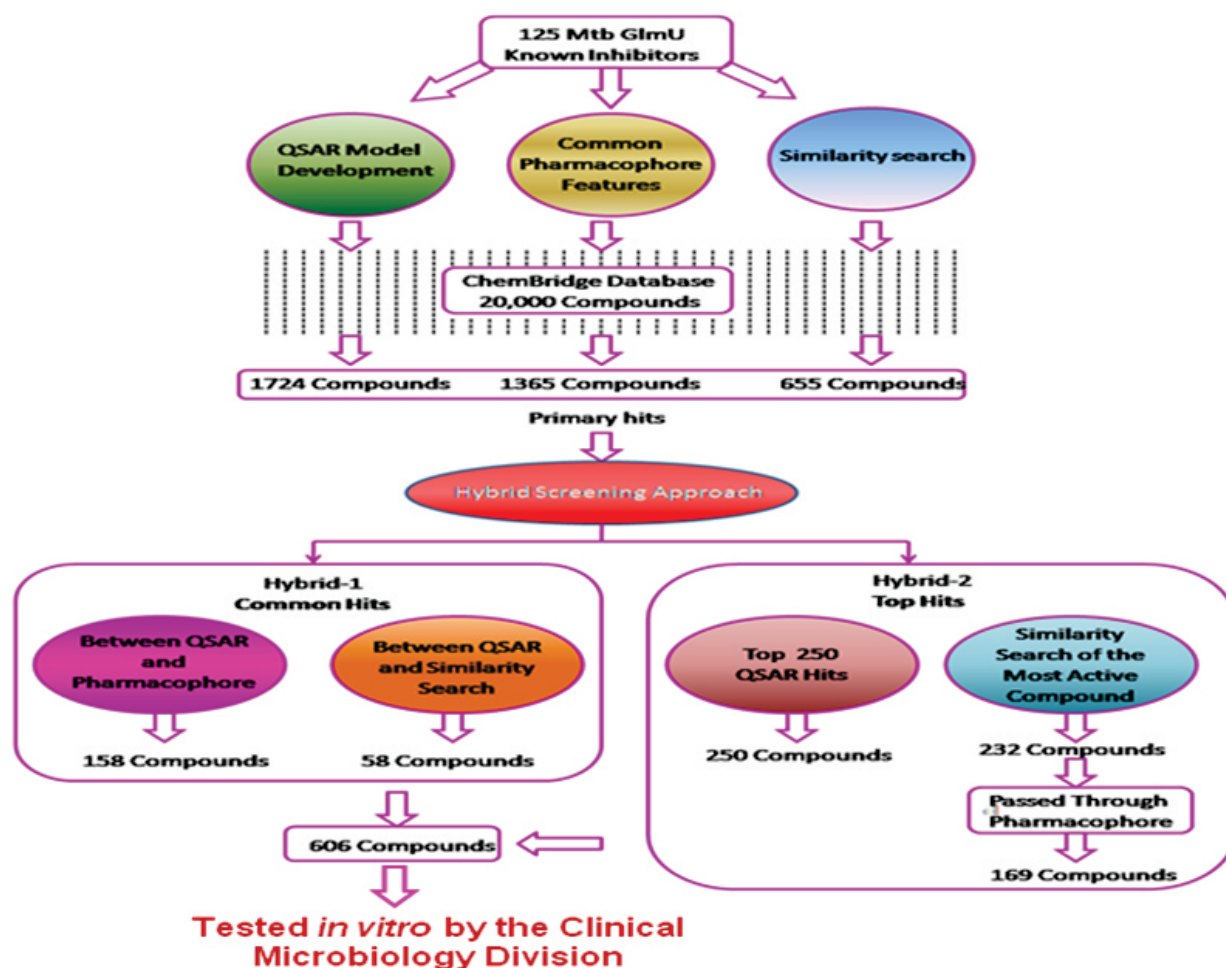 125 Mtb GlmU
Known Inhibitors
QSAR Model
Development
Common
Pharmacophore
Features
Similarity search
ChemBridge Database
20,000 Compounds
1724 Compounds
1365 Compounds
655 Compounds
Primary hits
Hybrid Screening Approach
Hybrid-1
Common Hits
Between QSAR
and
Pharmacophore
Between QSAR
and Similarity
Search
158 Compounds
58 Compounds
Hybrid-2
Top Hits
Top 250
QSAR Hits
Similarity
Search of the
Most Active
Compound
250 Compounds
232 Compounds
Passed Through
Pharmacophore
169 Compounds
606 Compounds
Tested in vitro by the Clinical
Microbiology Division